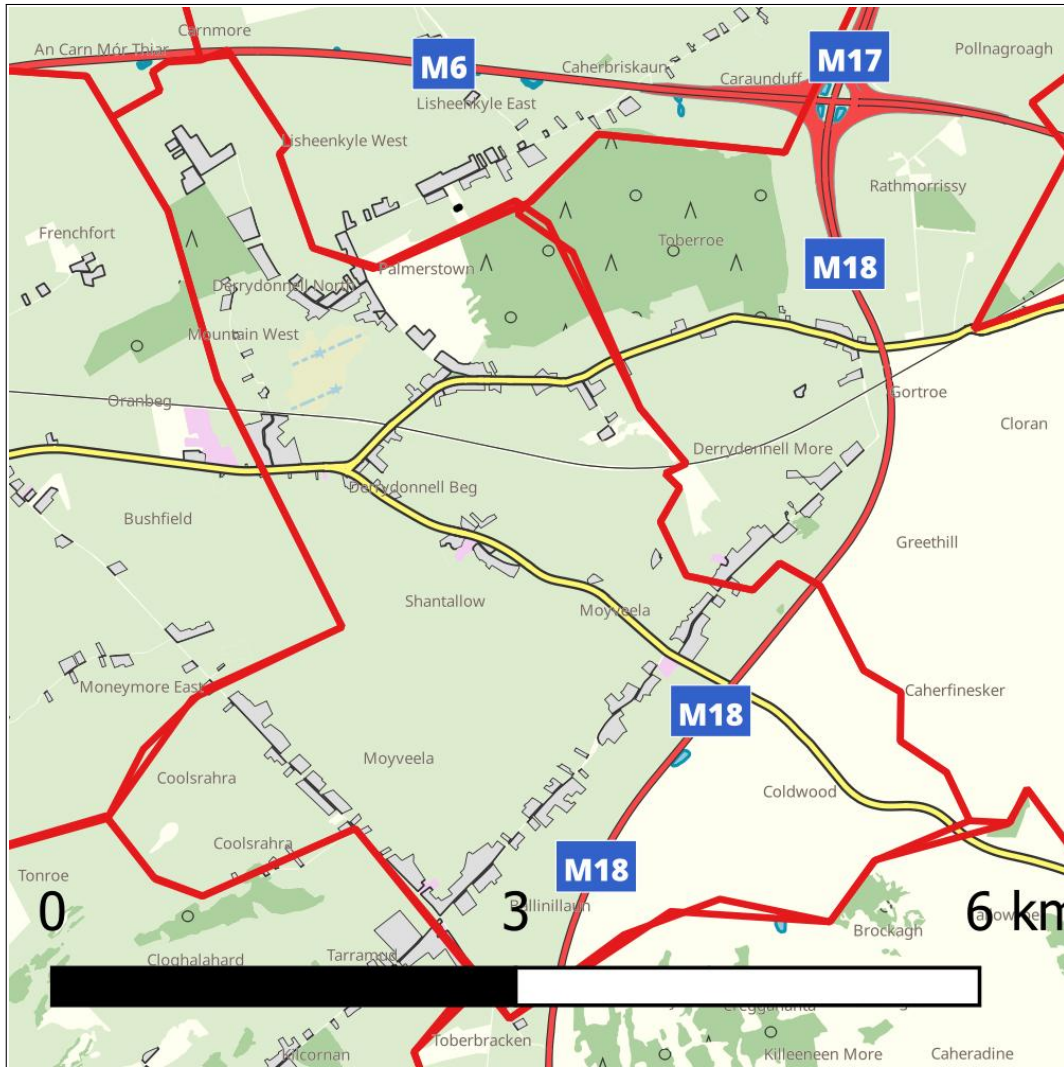 Carnmore
An Carn Mór Thiar
M6
M17
Pollnagroagh
Caherbriskaun
Caraunduff
Lisheenkyle East
Lisheenkyle West
Rathmorrissy
Frenchfort
Toberroe
M18
Palmerstown
Derrydonnell North
Mountain West
Oranbeg
Gortroe
Cloran
Derrydonnell More
Derrydonnell Beg
Bushfield
Greethill
Shantallow
Moyveela
Moneymore East
Caherfinesker
M18
Moyveela
Coolsrahra
Coldwood
Coolsrahra
M18
Tonroe
0
3
6 km
Ballinillaun
Brockagh
Tarramud
Cloghalahard
Toberbracken
Kilcornan
Killeeneen More
Caheradine